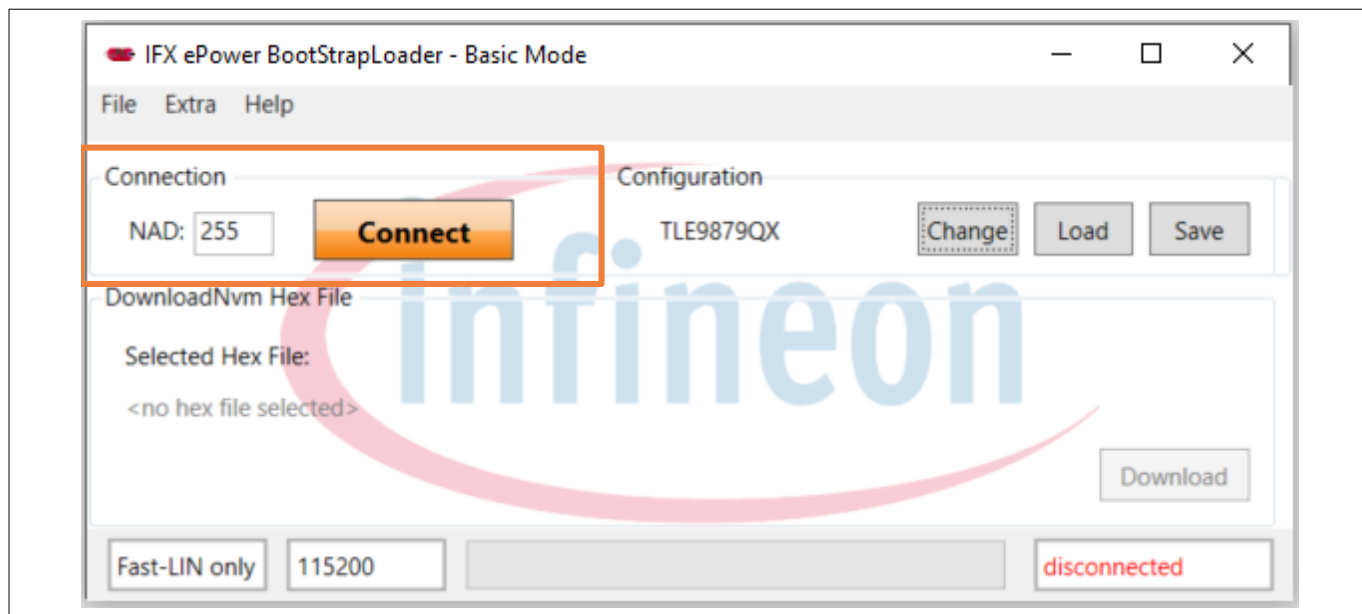 IFX ePower BootStrapLoader - Basic Mode
File Extra Help
Connection
NAD: 255 Connect
Configuration
TLE9879QX Change Load Save
DownloadNvm Hex File
Selected Hex File:
<no hex file selected>
Download
Fast-LIN only 115200 disconnected
infineon